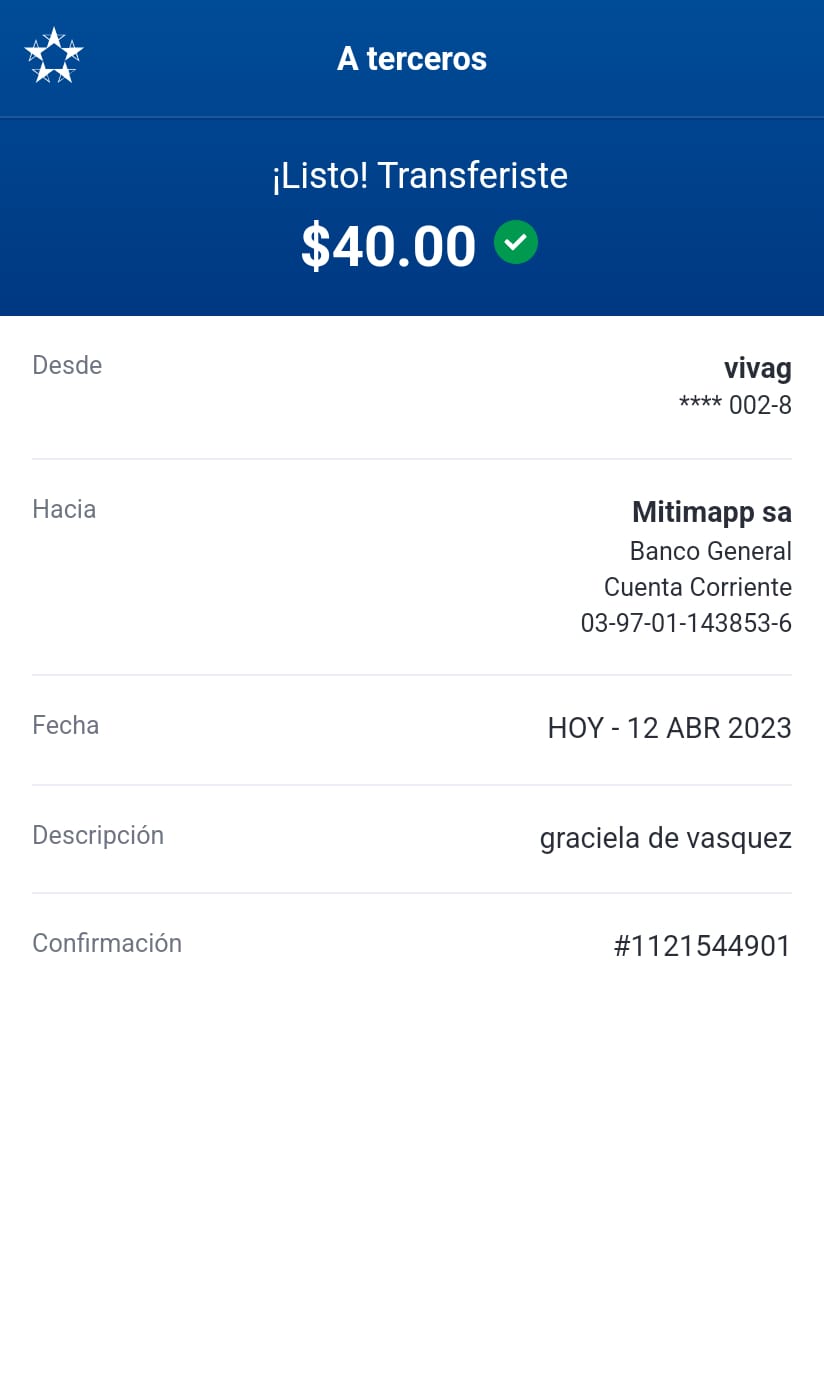 A terceros
¡Listo! Transferiste
$40.00
Desde
vivag
**** 002-8
Hacia
Mitimapp sa
Banco General
Cuenta Corriente
03-97-01-143853-6
Fecha
HOY - 12 ABR 2023
Descripción
graciela de vasquez
Confirmación
#1121544901